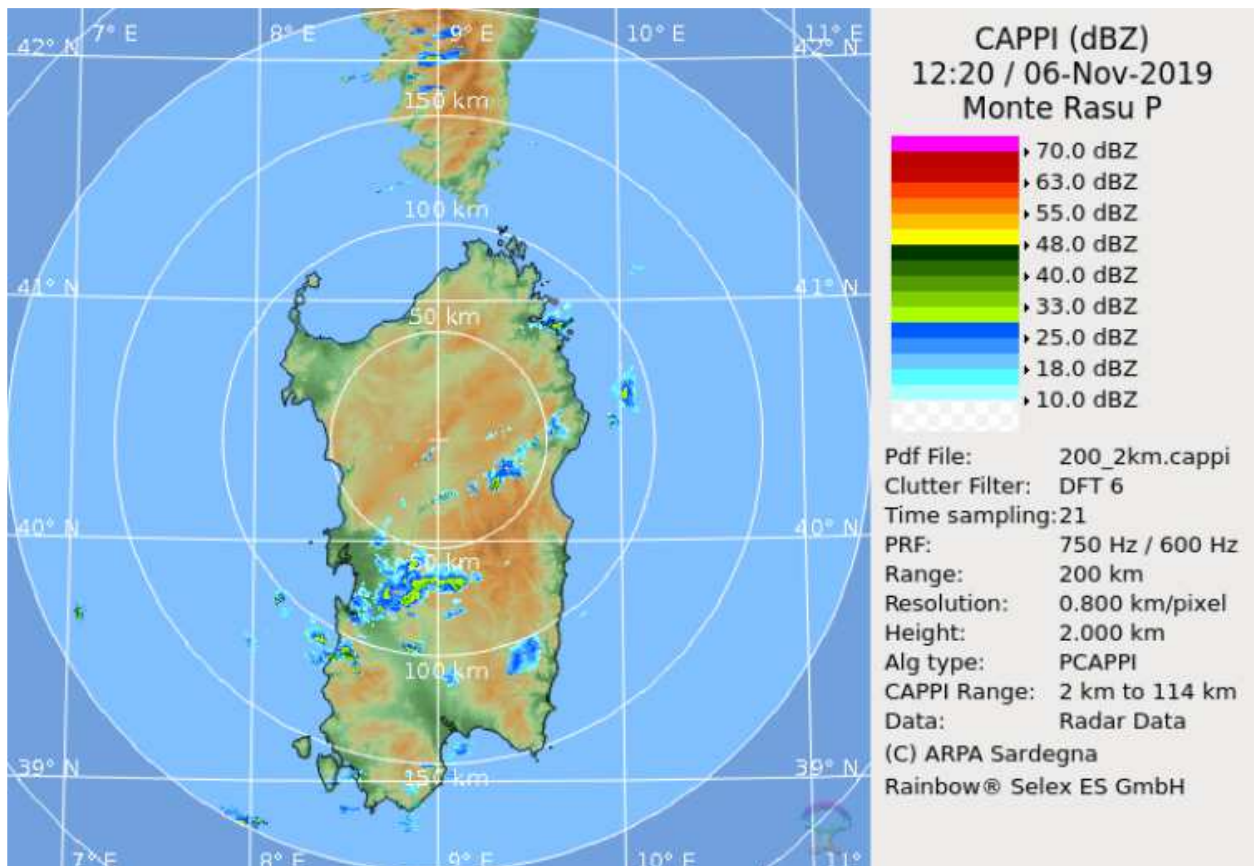 7° E 8° E 9° E 10° E 11° E
42° N 42° N
150 km
100 km
41° N 41° N
50 km
40° N 40° N
50 km
100 km
39° N 39° N
150 km
7° E 8° E 9° E 10° E 11°
CAPPI (dBZ)
12:20 / 06-Nov-2019
Monte Rasu P
70.0 dBZ
63.0 dBZ
55.0 dBZ
48.0 dBZ
40.0 dBZ
33.0 dBZ
25.0 dBZ
18.0 dBZ
10.0 dBZ
Pdf File: 200_2km.cappi
Clutter Filter: DFT 6
Time sampling:21
PRF: 750 Hz / 600 Hz
Range: 200 km
Resolution: 0.800 km/pixel
Height: 2.000 km
Alg type: PCAPPI
CAPPI Range: 2 km to 114 km
Data: Radar Data
(C) ARPA Sardegna
Rainbow® Selex ES GmbH